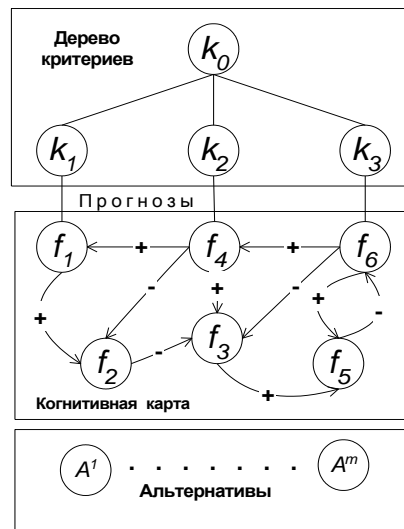 Дерево
критериев
k0
k1 k2 k3
Прогнозы
f1 + f4 + f6
+ - + - + -
f2 - f3 f5
+
Когнитивная карта
A1 . . . . . . . Am
Альтернативы